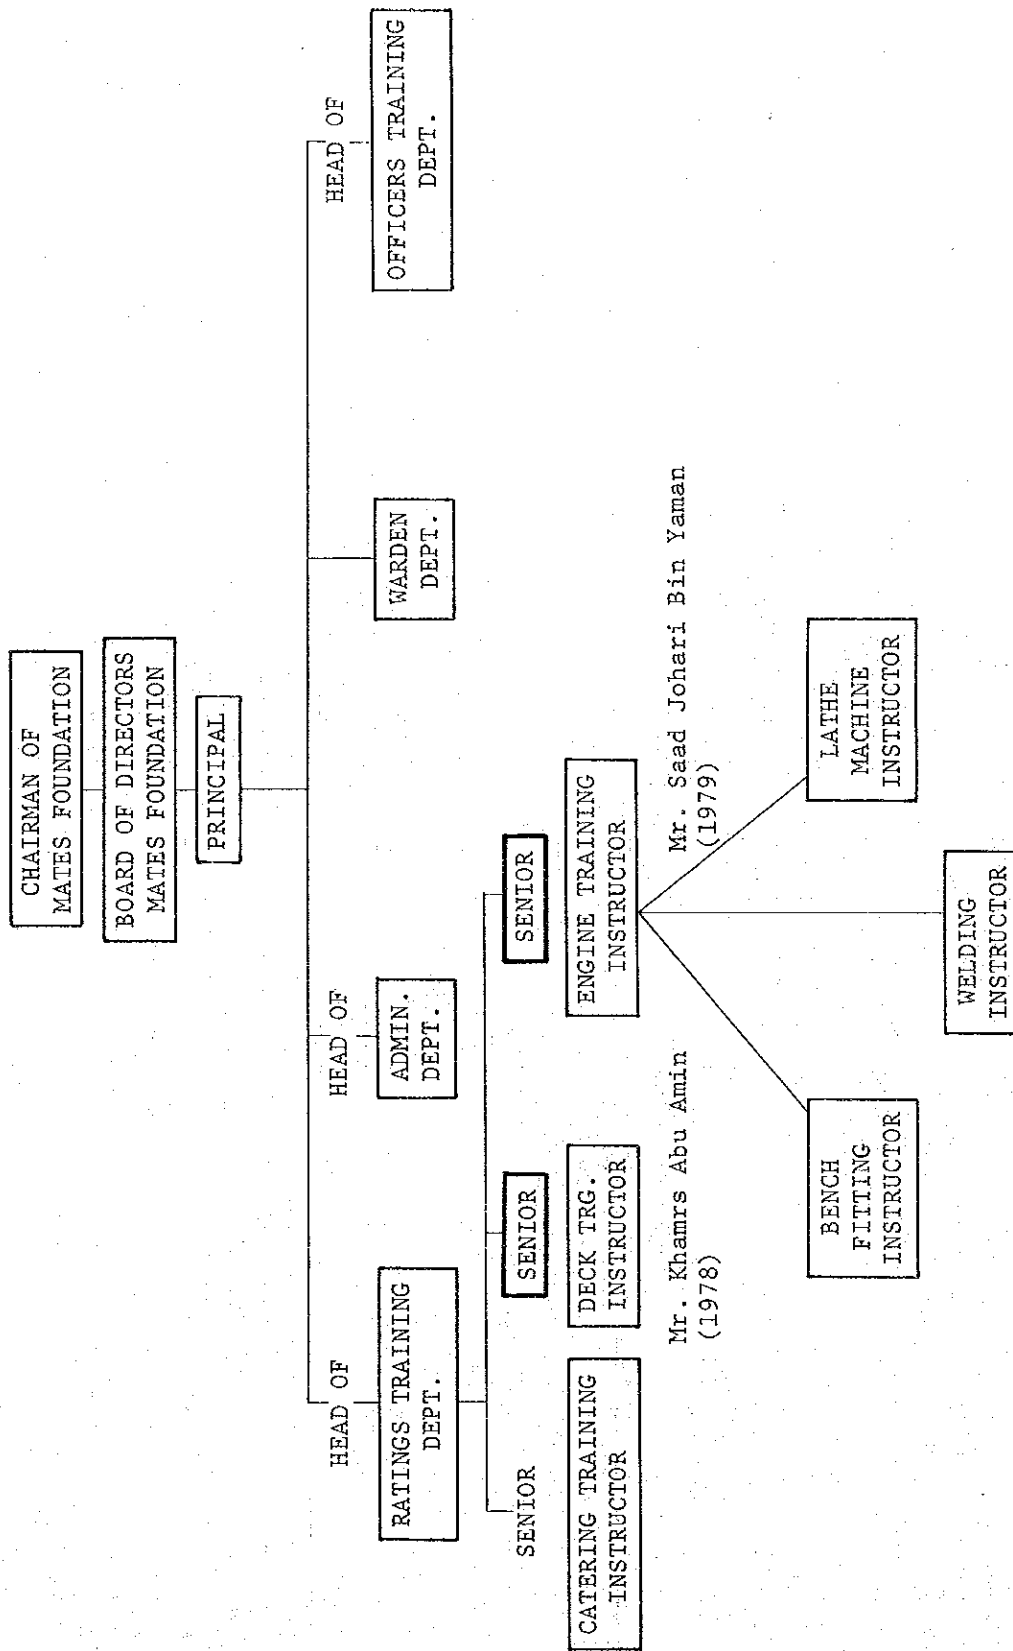 CHAIRMAN OF
MATES FOUNDATION
BOARD OF DIRECTORS
MATES FOUNDATION
PRINCIPAL
HEAD OF
RATINGS TRAINING
DEPT.
HEAD OF
ADMIN.
DEPT.
WARDEN
DEPT.
HEAD OF
OFFICERS TRAINING
DEPT.
SENIOR
CATERING TRAINING
INSTRUCTOR
SENIOR
DECK TRG.
INSTRUCTOR
Mr. Khamrs Abu Amin
(1978)
SENIOR
ENGINE TRAINING
INSTRUCTOR
Mr. Saad Johari Bin Yaman
(1979)
BENCH
FITTING
INSTRUCTOR
WELDING
INSTRUCTOR
LATHE
MACHINE
INSTRUCTOR